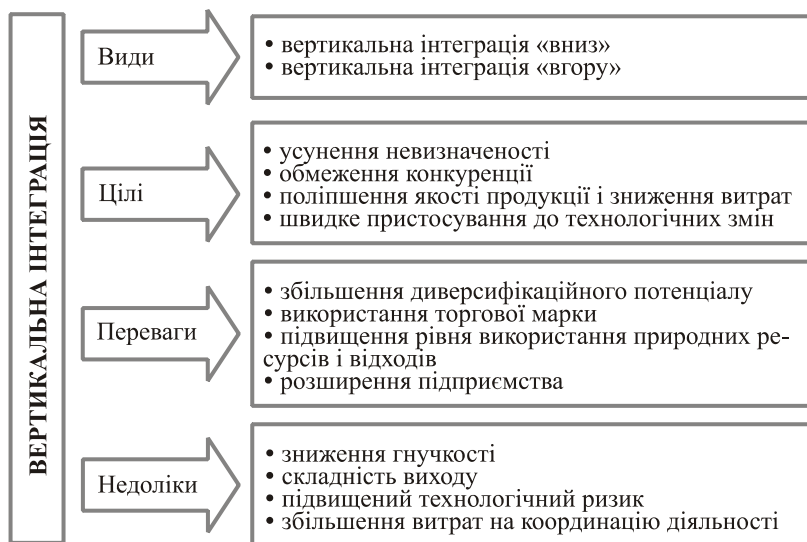 ВЕРТИКАЛЬНА ІНТЕГРАЦІЯ
Види
• вертикальна інтеграція «вниз»
• вертикальна інтеграція «вгору»
Цілі
• усунення невизначеності
• обмеження конкуренції
• поліпшення якості продукції і зниження витрат
• швидке пристосування до технологічних змін
Переваги
• збільшення диверсифікаційного потенціалу
• використання торгової марки
• підвищення рівня використання природних ре-
сурсів і відходів
• розширення підприємства
Недоліки
• зниження гнучкості
• складність виходу
• підвищений технологічний ризик
• збільшення витрат на координацію діяльності